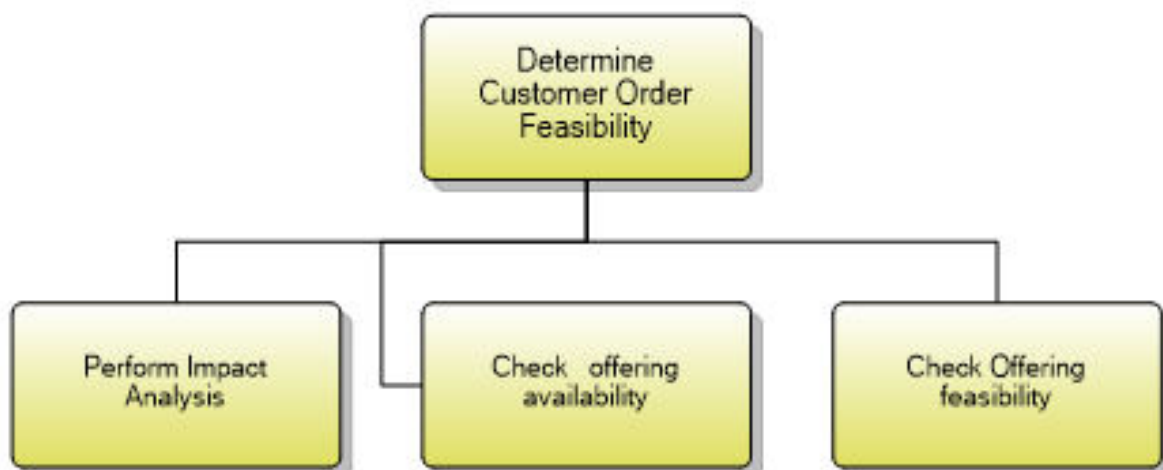 Determine
Customer Order
Feasibility
Perform Impact
Analysis
Check offering
availability
Check Offering
feasibility